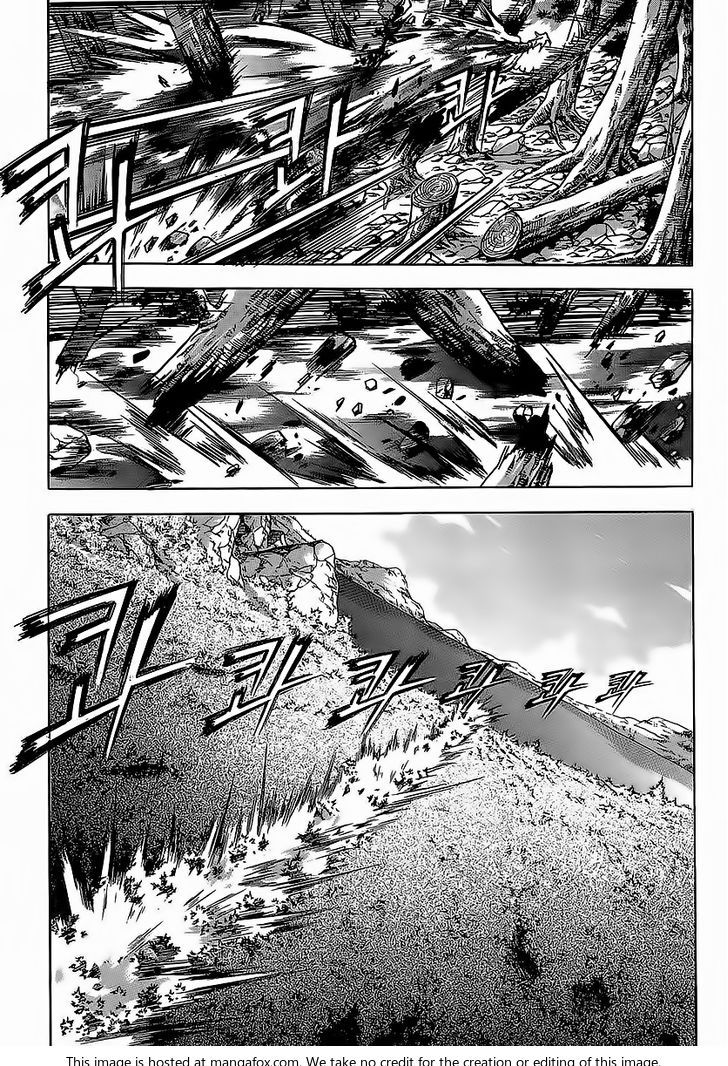 콰
콰
콰
콰 콰 콰 콰 콰 콰
This image is hosted at mangafox.com. We take no credit for the creation or editing of this image.